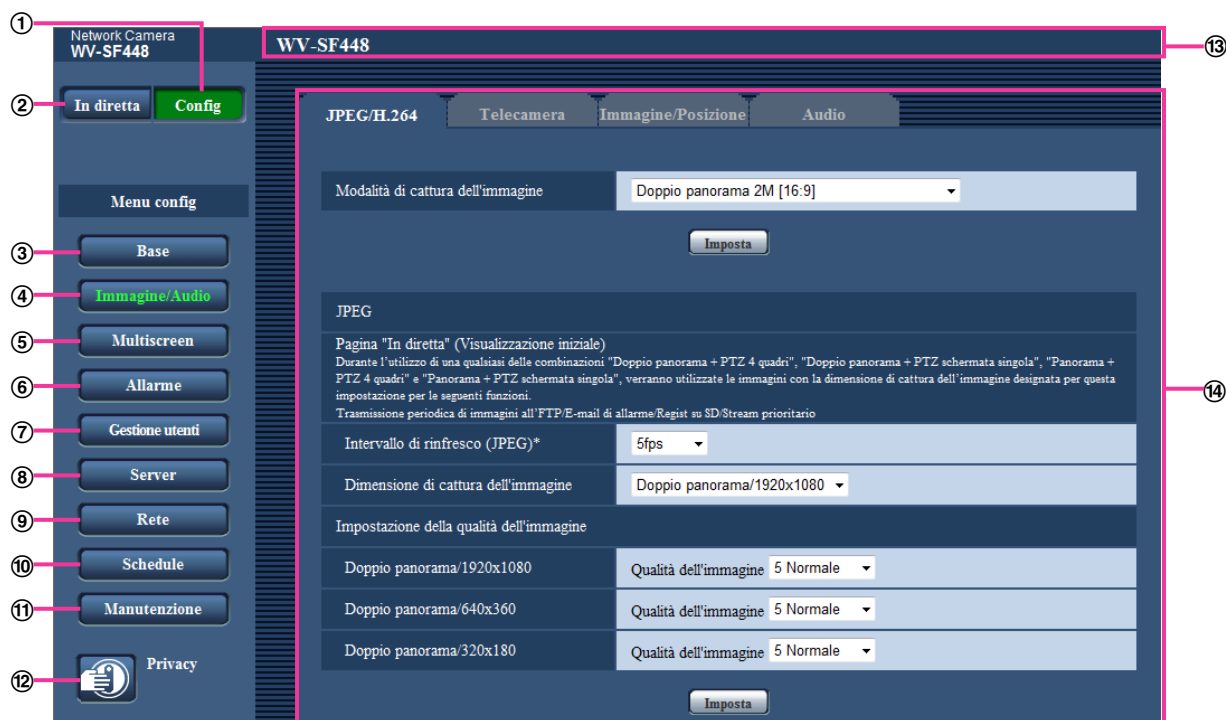 ①
Network Camera
WV-SF448
WV-SF448
⑬
② In diretta Config
JPEG/H.264 Telecamera Immagine/Posizione Audio
Menu config
③ Base
④ Immagine/Audio
⑤ Multiscreen
⑥ Allarme
⑦ Gestione utenti
⑧ Server
⑨ Rete
⑩ Schedule
⑪ Manutenzione
⑫ Privacy
Modalità di cattura dell'immagine Doppio panorama 2M [16:9]
Imposta
JPEG
Pagina "In diretta" (Visualizzazione iniziale)
Durante l'utilizzo di una qualsiasi delle combinazioni "Doppio panorama + PTZ 4 quadri", "Doppio panorama + PTZ schermata singola", "Panorama +
PTZ 4 quadri" e "Panorama + PTZ schermata singola", verranno utilizzate le immagini con la dimensione di cattura dell'immagine designata per questa
impostazione per le seguenti funzioni.
Trasmissione periodica di immagini all'FTP/E-mail di allarme/Regist su SD/Stream prioritario
⑭
Intervallo di rinfresco (JPEG)* 5fps
Dimensione di cattura dell'immagine Doppio panorama/1920x1080
Impostazione della qualità dell'immagine
Doppio panorama/1920x1080 Qualità dell'immagine 5 Normale
Doppio panorama/640x360 Qualità dell'immagine 5 Normale
Doppio panorama/320x180 Qualità dell'immagine 5 Normale
Imposta